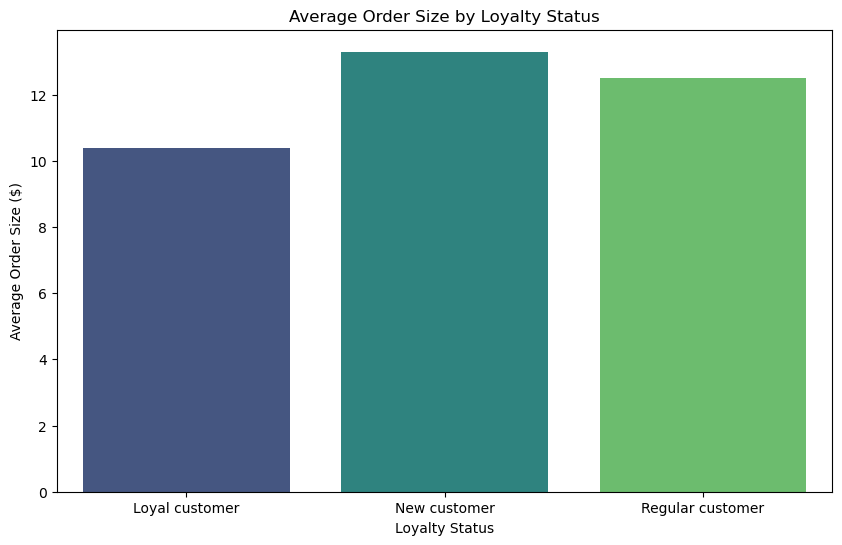 Average Order Size by Loyalty Status
Average Order Size ($)
12
10
8
6
4
2
0
Loyal customer
New customer
Regular customer
Loyalty Status